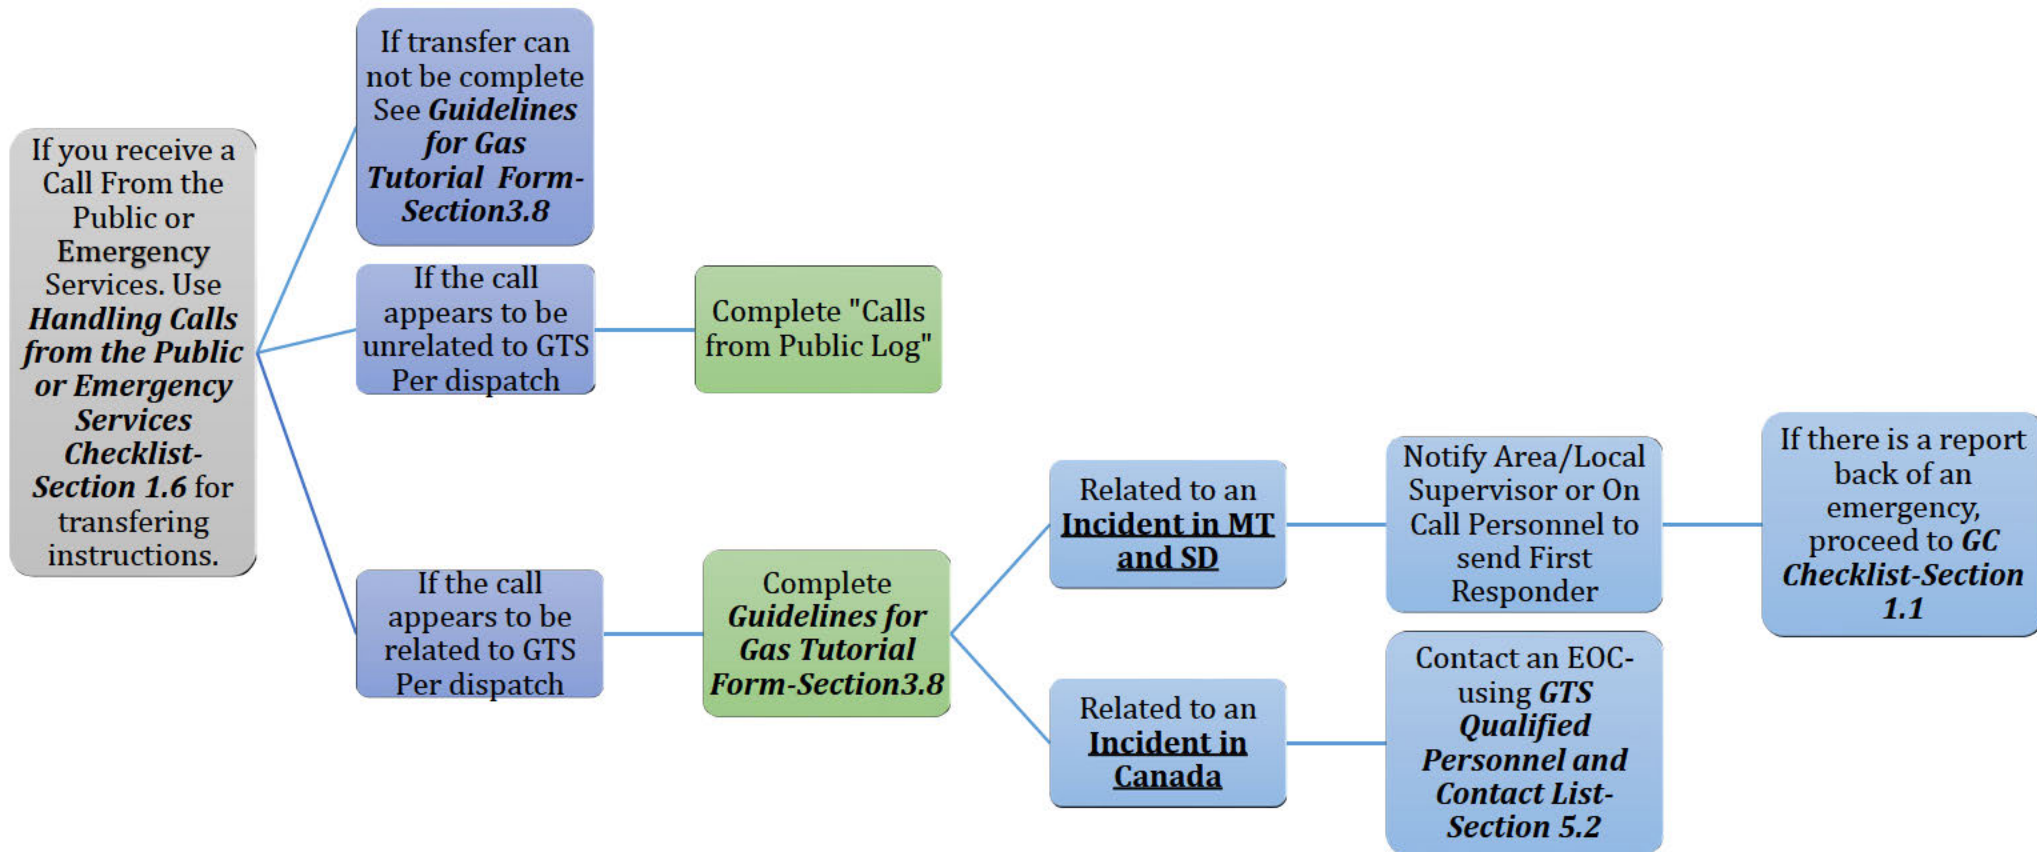 If you receive a
Call From the
Public or
Emergency
Services. Use
Handling Calls
from the Public
or Emergency
Services
Checklist-
Section 1.6 for
transfering
instructions.
If transfer can
not be complete
See Guidelines
for Gas
Tutorial Form-
Section3.8
If the call
appears to be
unrelated to GTS
Per dispatch
Complete "Calls
from Public Log"
If the call
appears to be
related to GTS
Per dispatch
Complete
Guidelines for
Gas Tutorial
Form-Section3.8
Related to an
Incident in MT
and SD
Notify Area/Local
Supervisor or On
Call Personnel to
send First
Responder
If there is a report
back of an
emergency,
proceed to GC
Checklist-Section
1.1
Related to an
Incident in
Canada
Contact an EOC-
using GTS
Qualified
Personnel and
Contact List-
Section 5.2